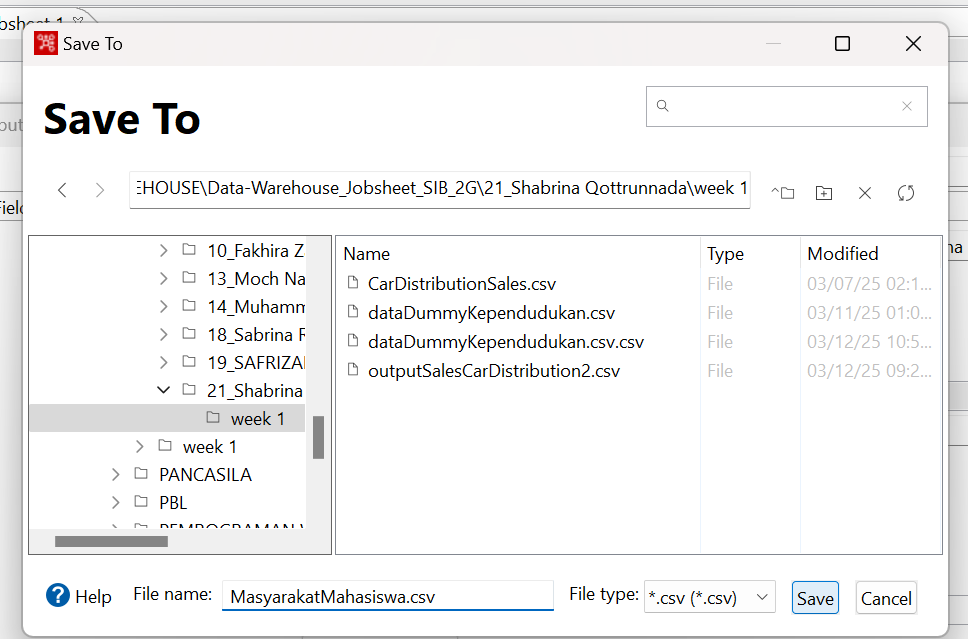 Save To
Save To
EHOUSE\Data-Warehouse_Jobsheet_SIB_2G\21_Shabrina Qottrunnada\week 1
10_Fakhira Z
13_Moch Na
14_Muhamm
18_Sabrina R
19_SAFRIZAL
21_Shabrina
week 1
week 1
PANCASILA
PBL
Name Type Modified
CarDistributionSales.csv File 03/07/25 02:1...
dataDummyKependudukan.csv File 03/11/25 01:0...
dataDummyKependudukan.csv.csv File 03/12/25 10:5...
outputSalesCarDistribution2.csv File 03/12/25 09:2...
Help File name: MasyarakatMahasiswa.csv File type: *.csv (*.csv) Save Cancel